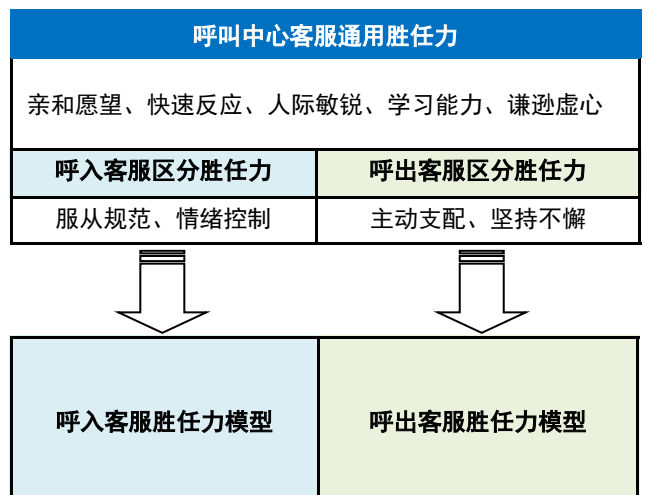 呼叫中心客服通用胜任力
亲和愿望、快速反应、人际敏锐、学习能力、谦逊虚心
呼入客服区分胜任力
呼出客服区分胜任力
服从规范、情绪控制
主动支配、坚持不懈
呼入客服胜任力模型
呼出客服胜任力模型